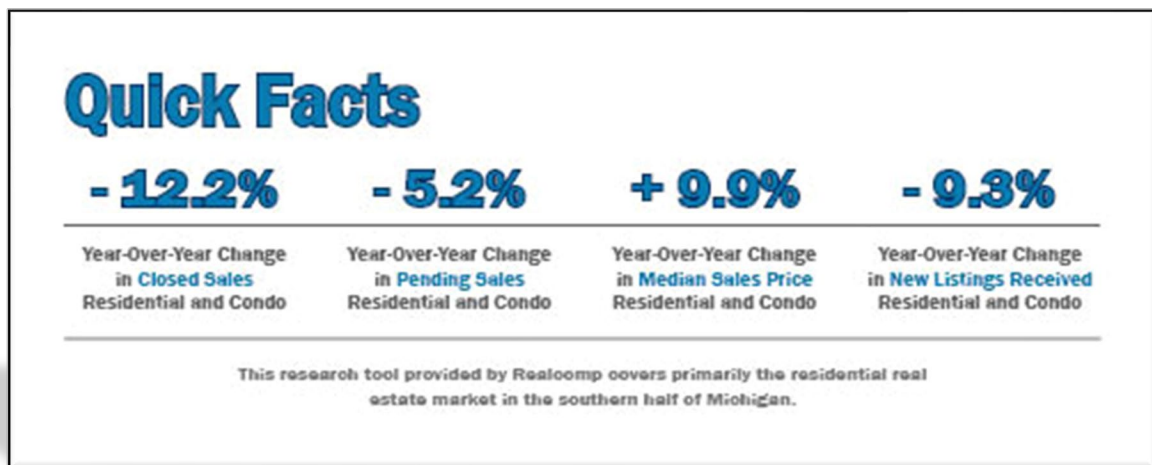 Quick Facts
- 12.2% - 5.2% + 9.9% - 9.3%
Year-Over-Year Change Year-Over-Year Change Year-Over-Year Change Year-Over-Year Change
in Closed Sales in Pending Sales in Median Sales Price in New Listings Received
Residential and Condo Residential and Condo Residential and Condo Residential and Condo
This research tool provided by Realcomp covers primarily the residential real
estate market in the southern half of Michigan.